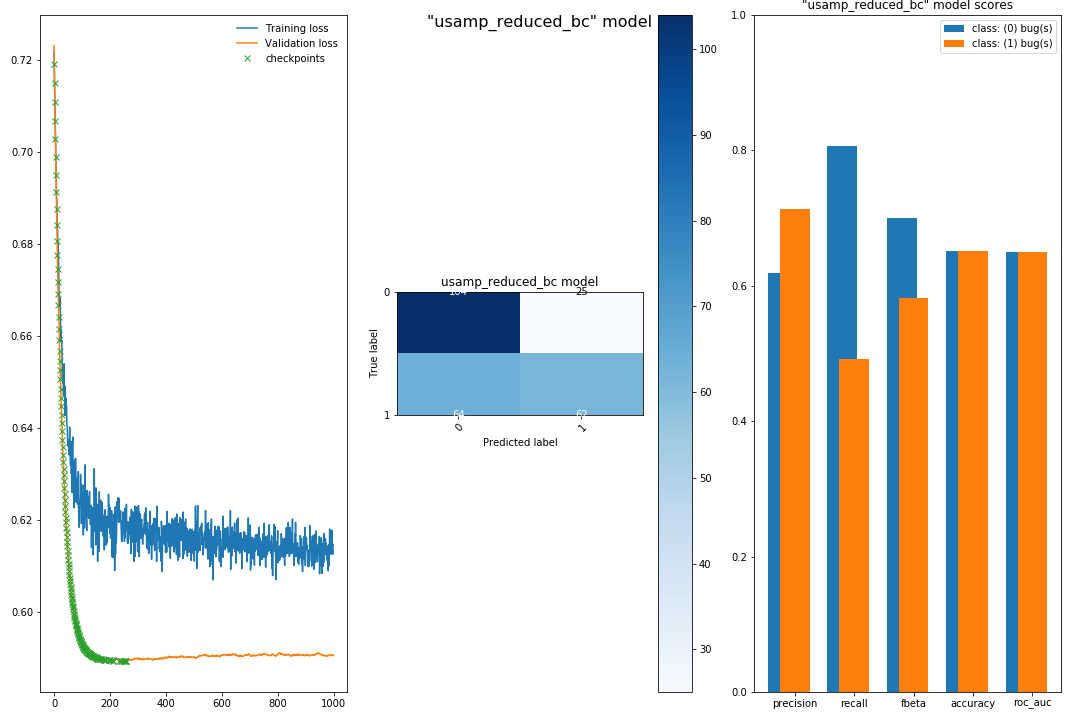 "usamp_reduced_bc" model
"usamp_reduced_bc" model scores
Training loss
Validation loss
checkpoints
0.72
0.70
0.68
0.66
0.64
0.62
0.60
0 200 400 600 800 1000
usamp_reduced_bc model
True label
0
1
104 25
64 62
0 1
Predicted label
100
90
80
70
60
50
40
30
class: (0) bug(s)
class: (1) bug(s)
1.0
0.8
0.6
0.4
0.2
0.0
precision recall fbeta accuracy roc_auc